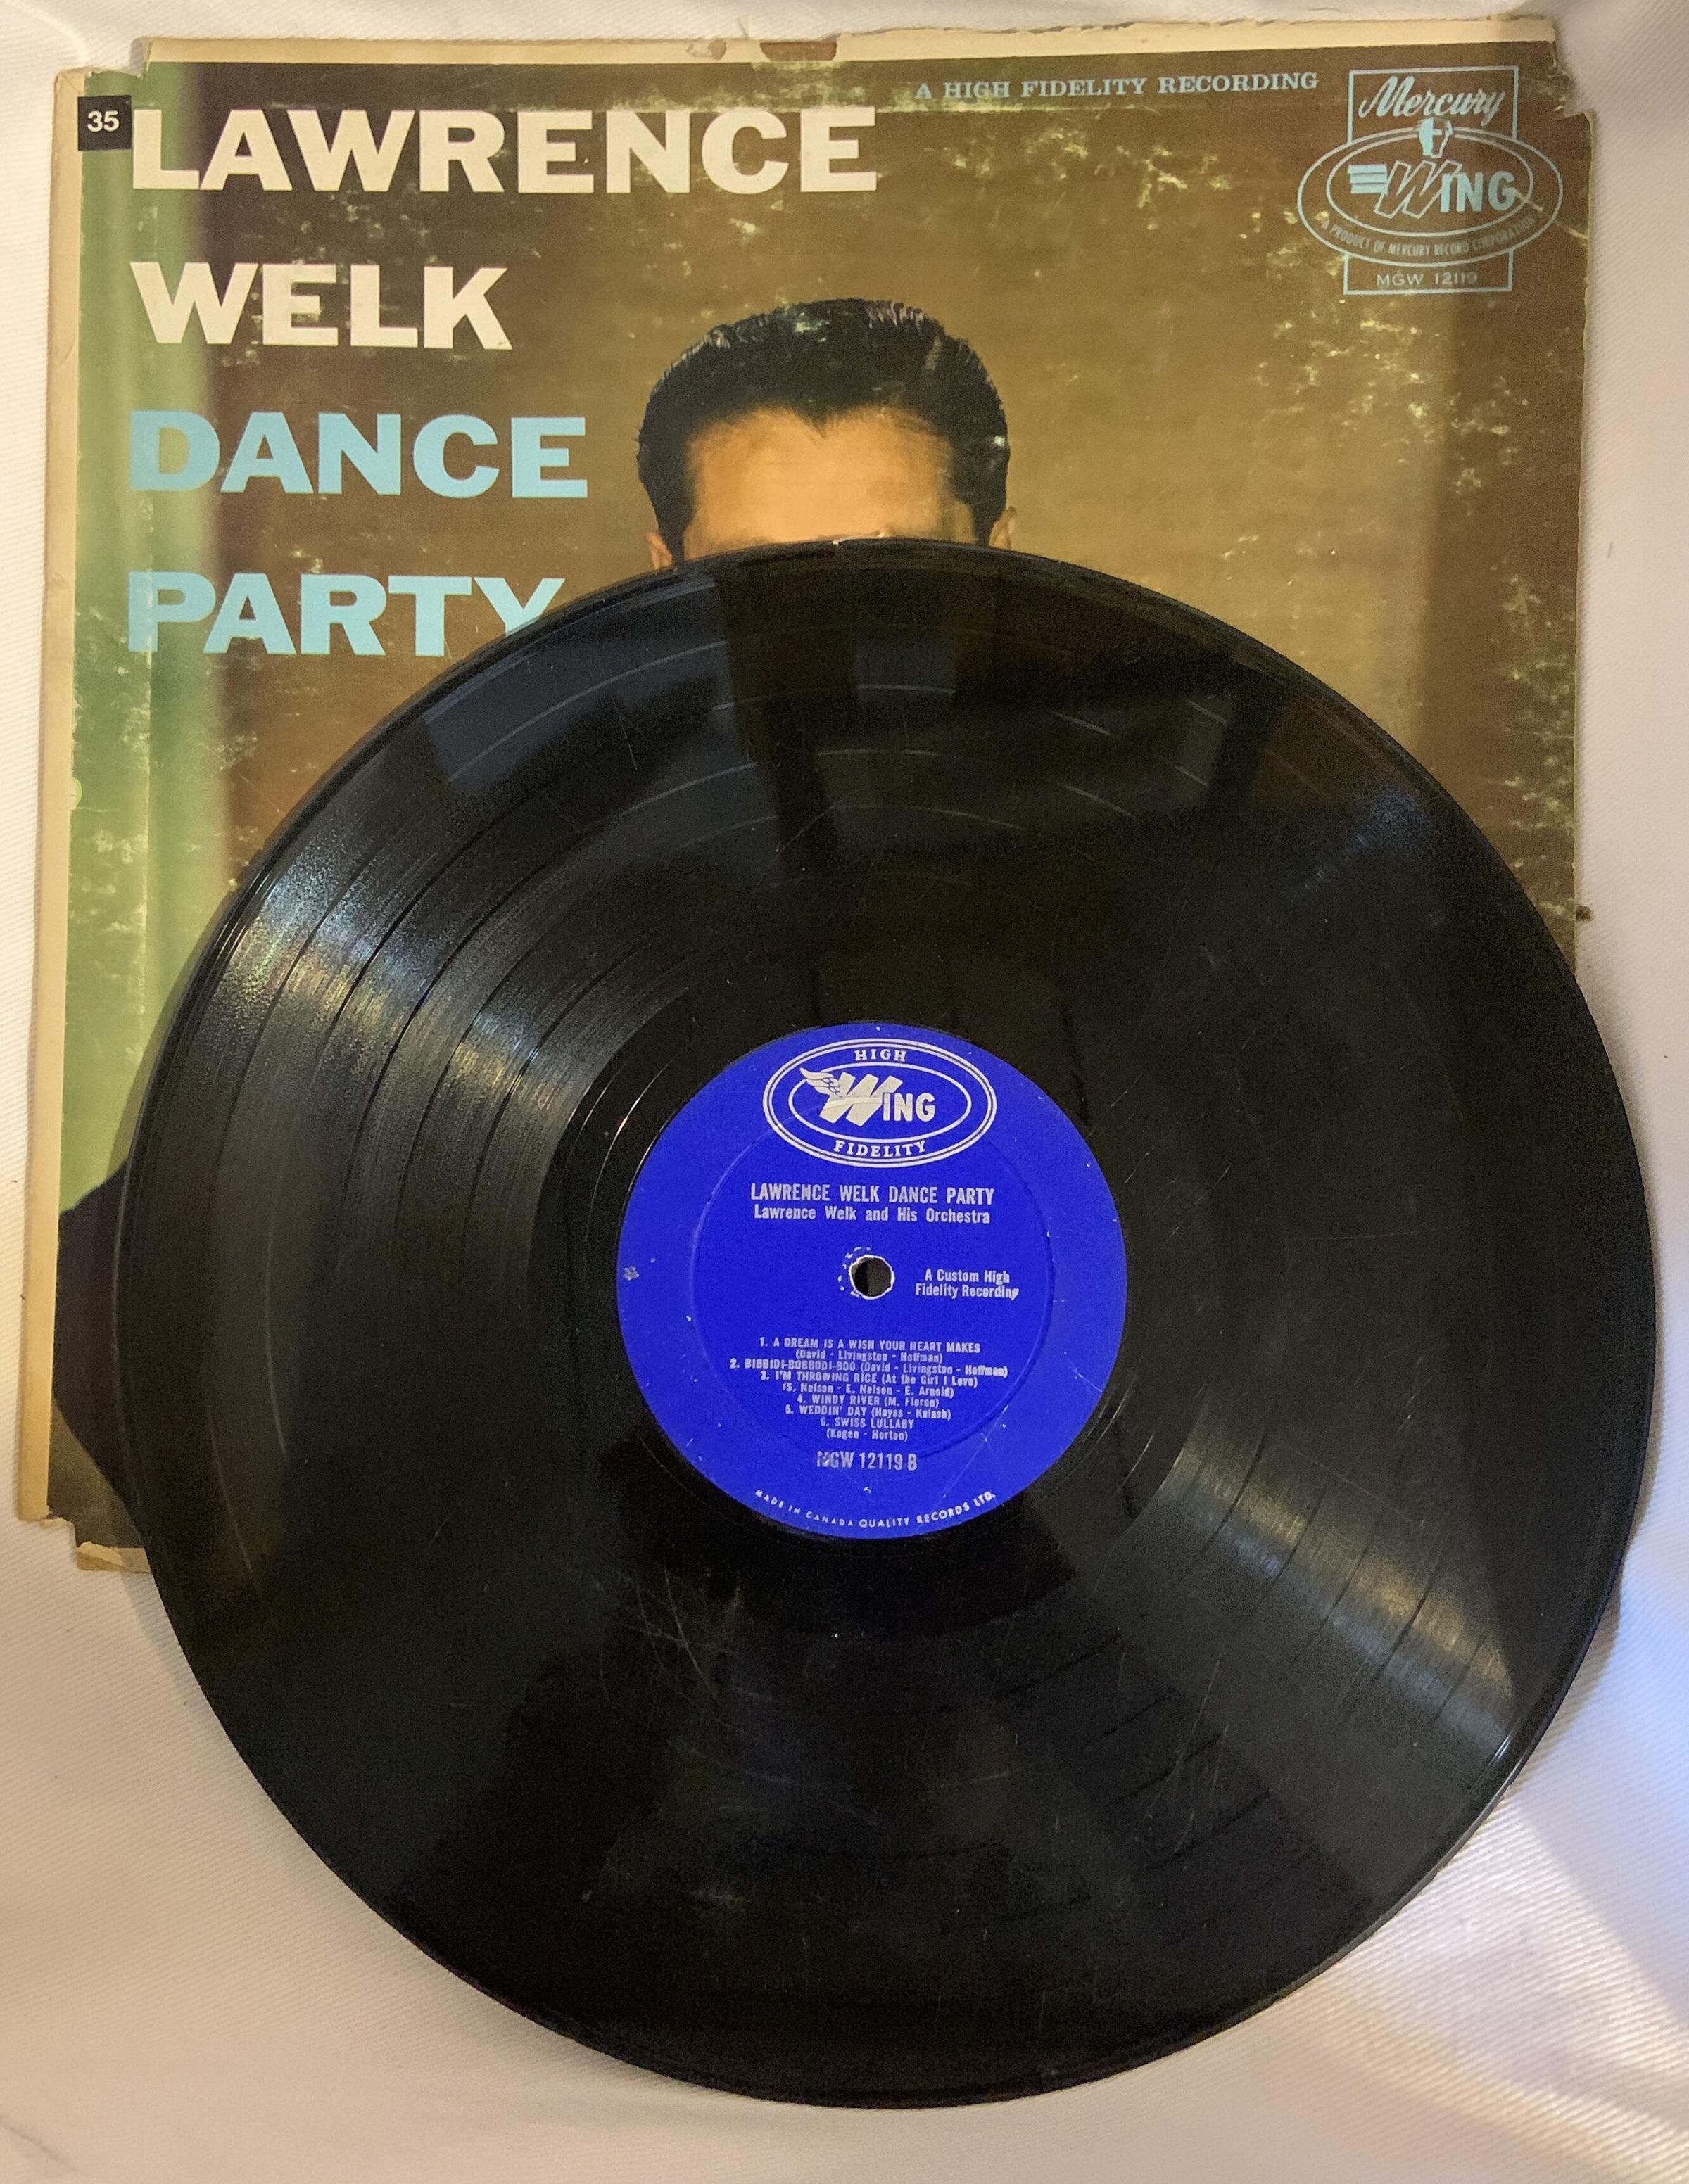 35
LAWRENCE
WELK
DANCE
PARTY
A HIGH FIDELITY RECORDING
Mercury
WING
A PRODUCT OF MERCURY RECORD CORPORATION
MGW 12119
HIGH
WING
FIDELITY
LAWRENCE WELK DANCE PARTY
Lawrence Welk and His Orchestra
A Custom High
Fidelity Recording
1. A DREAM IS A WISH YOUR HEART MAKES
(David - Livingston - Hoffman)
2. BIBBIDI-BOBBODI-BOO (David - Livingston - Hoffman)
3. I'M THROWING RICE (At the Girl I Love)
(S. Nelson - E. Nelson - E. Arnold)
4. WINDY RIVER (M. Fioren)
5. WEDDIN' DAY (Hayes - Kalash)
6. SWISS LULLABY
(Kogen - Horton)
MGW 12119 B
MADE IN CANADA QUALITY RECORDS LTD.